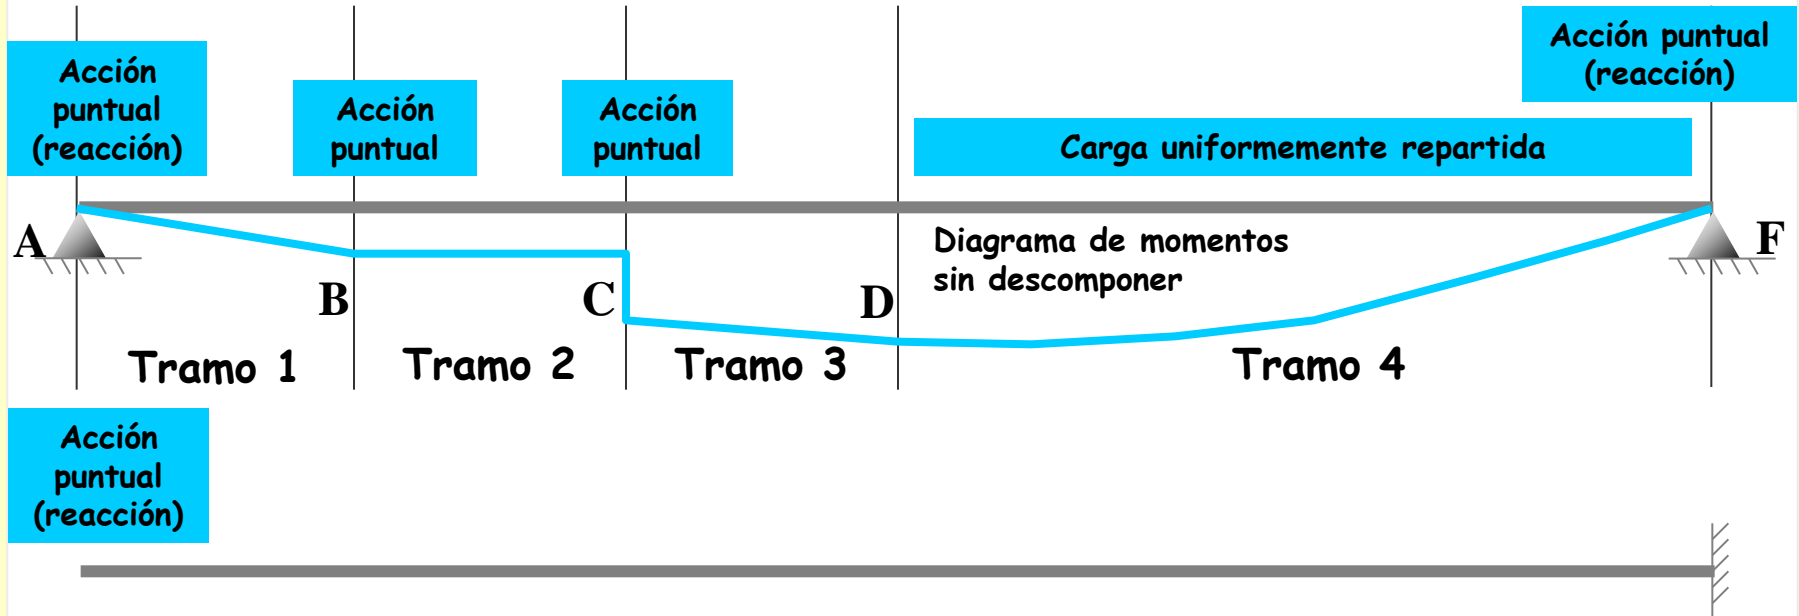 Acción
puntual
(reacción)
Acción
puntual
Acción
puntual
Carga uniformemente repartida
Acción puntual
(reacción)
A
F
Diagrama de momentos
sin descomponer
B
C
D
Tramo 1
Tramo 2
Tramo 3
Tramo 4
Acción
puntual
(reacción)